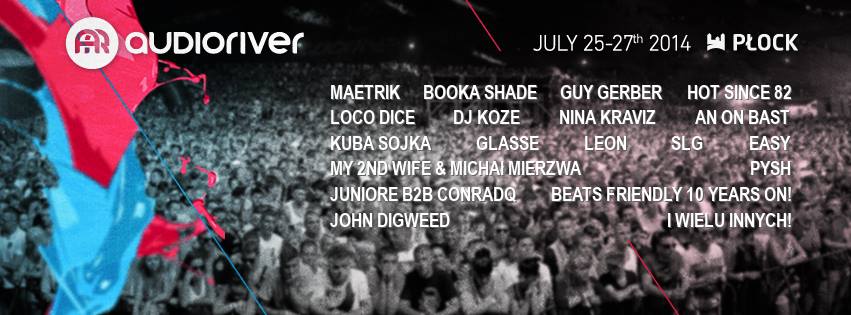 AR audioriver
JULY 25-27th 2014 PŁOCK
MAETRIK BOOKA SHADE GUY GERBER HOT SINCE 82
LOCO DICE DJ KOZE NINA KRAVIZ AN ON BAST
KUBA SOJKA GLASSE LEON SLG EASY
MY 2ND WIFE & MICHAI MIERZWA PYSH
JUNIORE B2B CONRADQ BEATS FRIENDLY 10 YEARS ON!
JOHN DIGWEED I WIELU INNYCH!